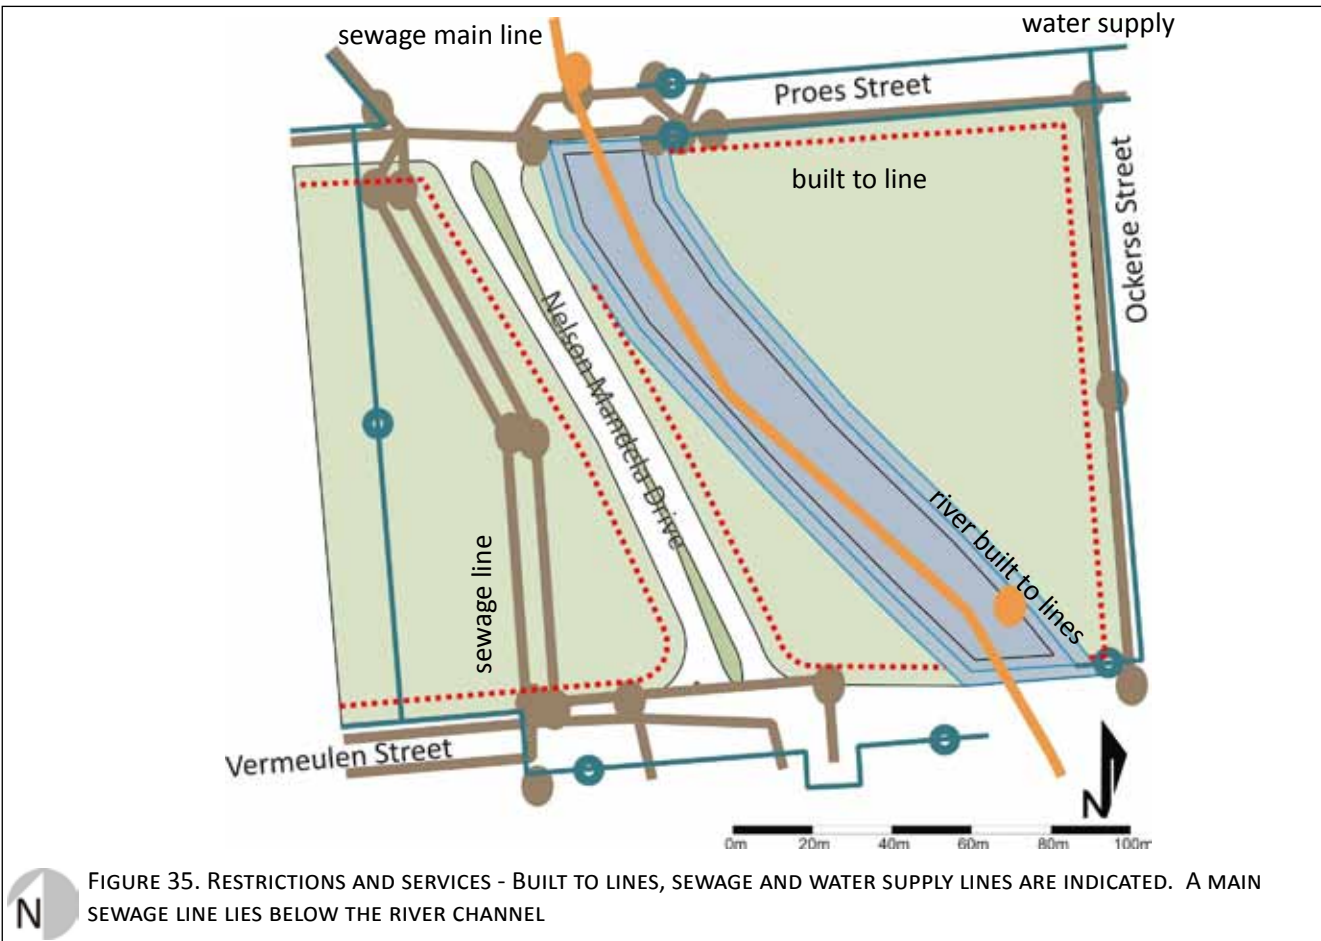 sewage main line
water supply
Proes Street
built to line
Ockerse Street
Nelson Mandela Drive
river built to lines
sewage line
Vermeulen Street
N
0m 20m 40m 60m 80m 100m
N
FIGURE 35. RESTRICTIONS AND SERVICES - BUILT TO LINES, SEWAGE AND WATER SUPPLY LINES ARE INDICATED. A MAIN
SEWAGE LINE LIES BELOW THE RIVER CHANNEL